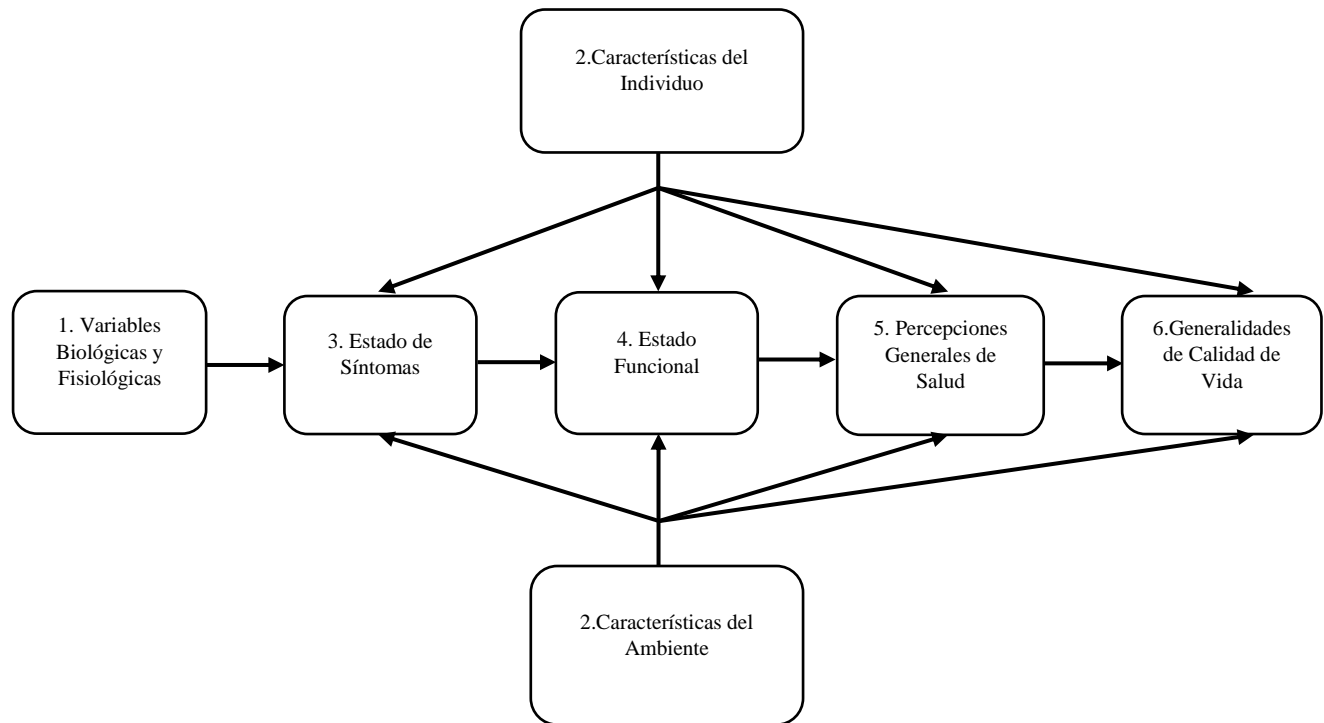 2.Características del
Individuo
1. Variables
Biológicas y
Fisiológicas
3. Estado de
Síntomas
4. Estado
Funcional
5. Percepciones
Generales de
Salud
6.Generalidades
de Calidad de
Vida
2.Características del
Ambiente